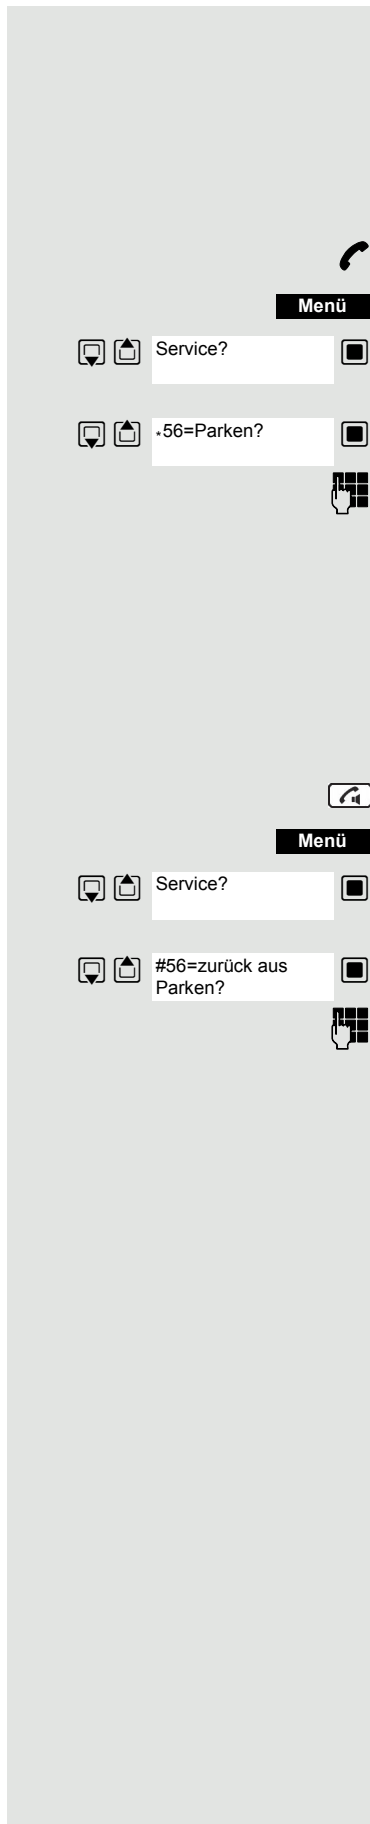 Menü
Service?
*56=Parken?
Menü
Service?
#56=zurück aus
Parken?